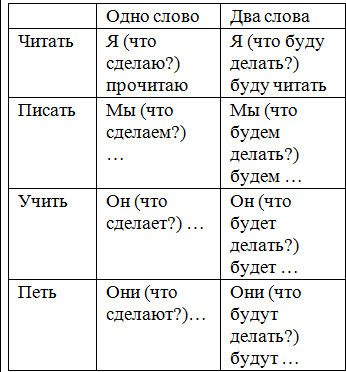 Одно слово Два слова
Читать Я (что Я (что буду
сделаю?) делать?)
прочитаю буду читать
Писать Мы (что Мы (что
сделаем?) будем
… делать?)
будем …
Учить Он (что Он (что
сделает?) … будет
делать?)
будет …
Петь Они (что Они (что
сделают?)… будут
делать?)
будут …